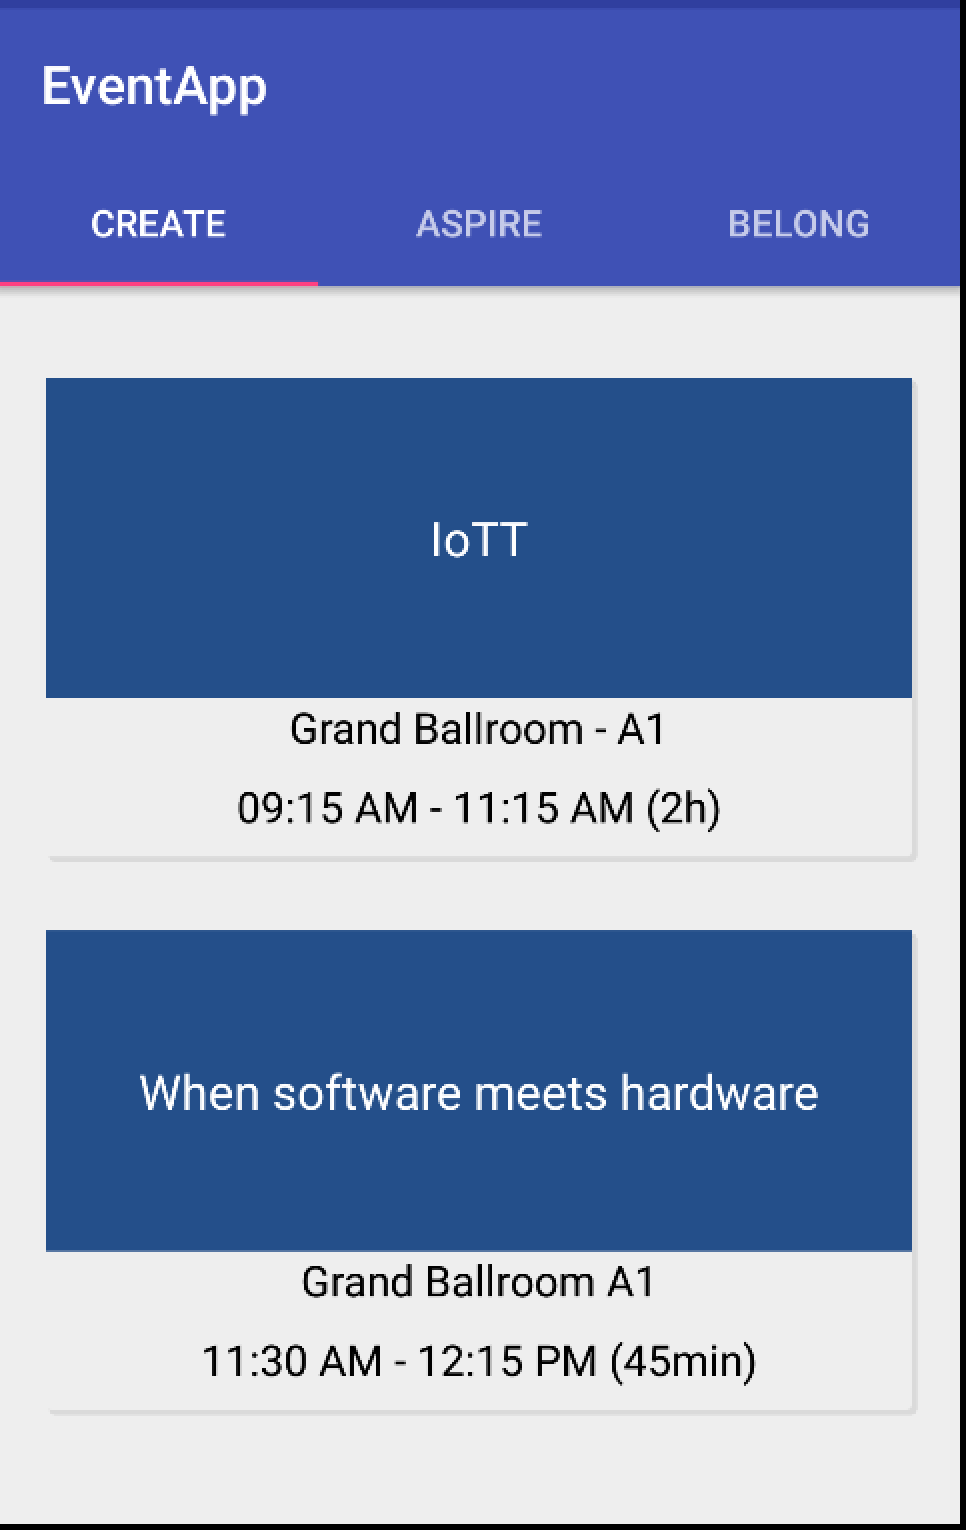 EventApp
CREATE ASPIRE BELONG
IoTT
Grand Ballroom - A1
09:15 AM - 11:15 AM (2h)
When software meets hardware
Grand Ballroom A1
11:30 AM - 12:15 PM (45min)